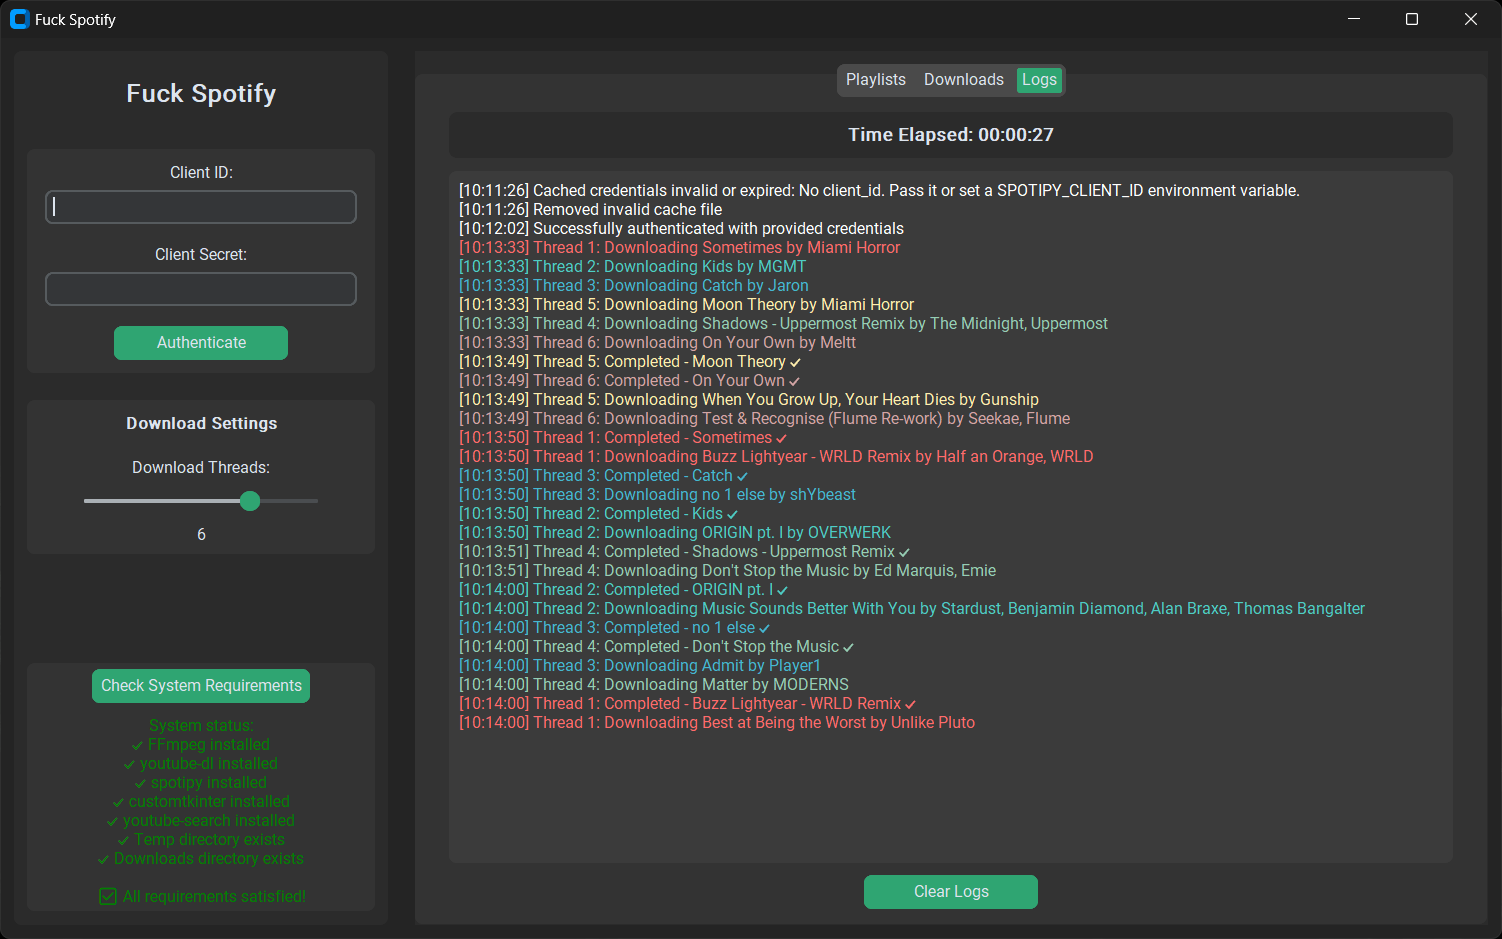 Fuck Spotify
Fuck Spotify
Client ID:
Client Secret:
Authenticate
Download Settings
Download Threads:
6
Check System Requirements
System status:
✓ FFmpeg installed
✓ youtube-dl installed
✓ spotipy installed
✓ customtkinter installed
✓ youtube-search installed
✓ Temp directory exists
✓ Downloads directory exists
☑ All requirements satisfied!
Playlists Downloads Logs
Time Elapsed: 00:00:27
[10:11:26] Cached credentials invalid or expired: No client_id. Pass it or set a SPOTIPY_CLIENT_ID environment variable.
[10:11:26] Removed invalid cache file
[10:12:02] Successfully authenticated with provided credentials
[10:13:33] Thread 1: Downloading Sometimes by Miami Horror
[10:13:33] Thread 2: Downloading Kids by MGMT
[10:13:33] Thread 3: Downloading Catch by Jaron
[10:13:33] Thread 5: Downloading Moon Theory by Miami Horror
[10:13:33] Thread 4: Downloading Shadows - Uppermost Remix by The Midnight, Uppermost
[10:13:33] Thread 6: Downloading On Your Own by Meltt
[10:13:49] Thread 5: Completed - Moon Theory ✓
[10:13:49] Thread 6: Completed - On Your Own ✓
[10:13:49] Thread 5: Downloading When You Grow Up, Your Heart Dies by Gunship
[10:13:49] Thread 6: Downloading Test & Recognise (Flume Re-work) by Seekae, Flume
[10:13:50] Thread 1: Completed - Sometimes ✓
[10:13:50] Thread 1: Downloading Buzz Lightyear - WRLD Remix by Half an Orange, WRLD
[10:13:50] Thread 3: Completed - Catch ✓
[10:13:50] Thread 3: Downloading no 1 else by shYbeast
[10:13:50] Thread 2: Completed - Kids ✓
[10:13:50] Thread 2: Downloading ORIGIN pt. I by OVERWERK
[10:13:51] Thread 4: Completed - Shadows - Uppermost Remix ✓
[10:13:51] Thread 4: Downloading Don't Stop the Music by Ed Marquis, Emie
[10:14:00] Thread 2: Completed - ORIGIN pt. I ✓
[10:14:00] Thread 2: Downloading Music Sounds Better With You by Stardust, Benjamin Diamond, Alan Braxe, Thomas Bangalter
[10:14:00] Thread 3: Completed - no 1 else ✓
[10:14:00] Thread 4: Completed - Don't Stop the Music ✓
[10:14:00] Thread 3: Downloading Admit by Player1
[10:14:00] Thread 4: Downloading Matter by MODERNS
[10:14:00] Thread 1: Completed - Buzz Lightyear - WRLD Remix ✓
[10:14:00] Thread 1: Downloading Best at Being the Worst by Unlike Pluto
Clear Logs